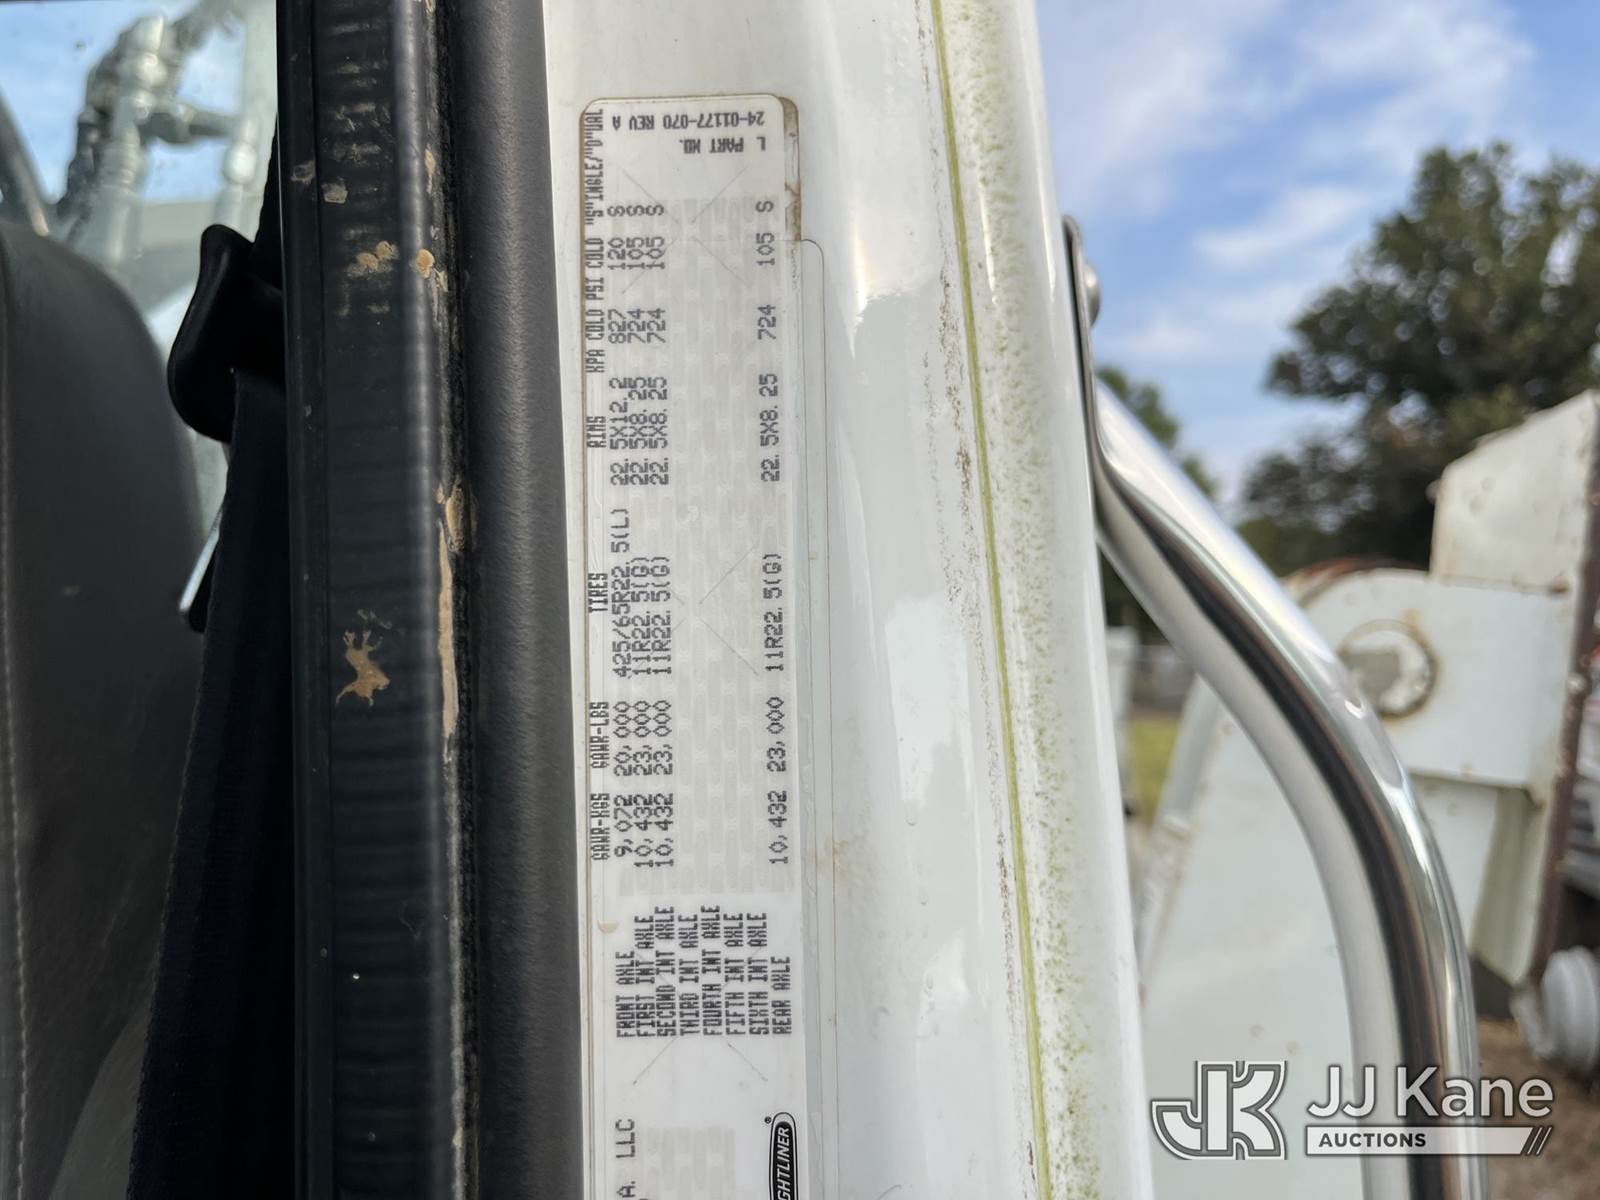 GAWR-KGS GAWR-LBS TIRES RIMS KPA COLD PSI COLD "S"INGLE/"D"UAL
FRONT AXLE 9,072 20,000 425/65R22.5(L) 22.5X12.2 827 120 S
FIRST INT AXLE 10,432 23,000 11R22.5(G) 22.5X8.25 724 105 S
SECOND INT AXLE 10,432 23,000 11R22.5(G) 22.5X8.25 724 105 S
THIRD INT AXLE
FOURTH INT AXLE
FIFTH INT AXLE
SIXTH INT AXLE
REAR AXLE 10,432 23,000 11R22.5(G) 22.5X8.25 724 105 S
L PART NO.
24-01177-070 REV A
A. LLC
GHTLINER®
JK
JJ Kane
AUCTIONS